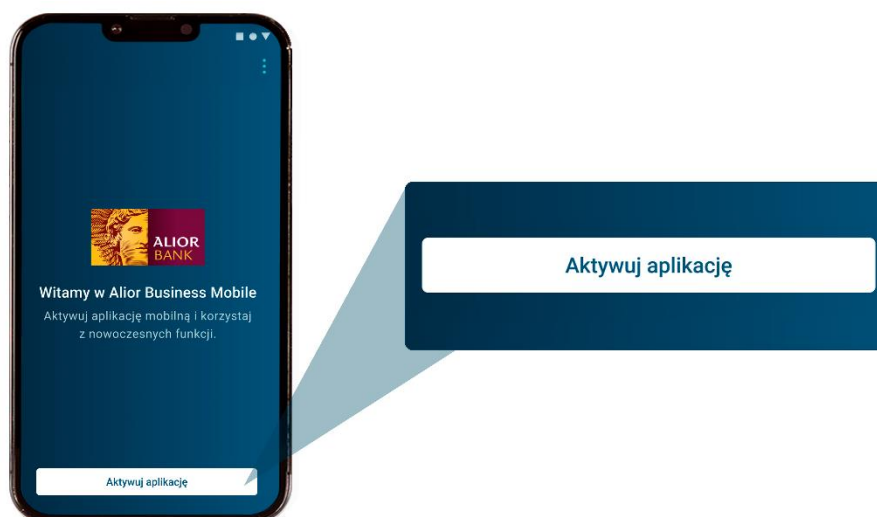 ALIOR
BANK
Witamy w Alior Business Mobile
Aktywuj aplikację mobilną i korzystaj
z nowoczesnych funkcji.
Aktywuj aplikację
Aktywuj aplikację